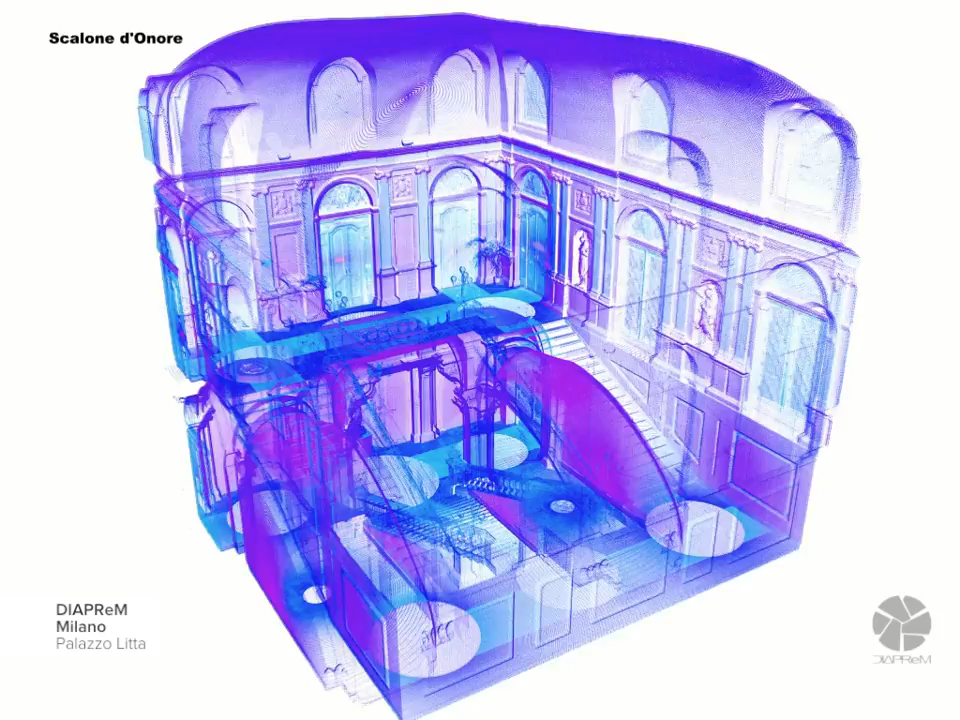 Scalone d'Onore
DIAPReM
Milano
Palazzo Litta
DIAPReM